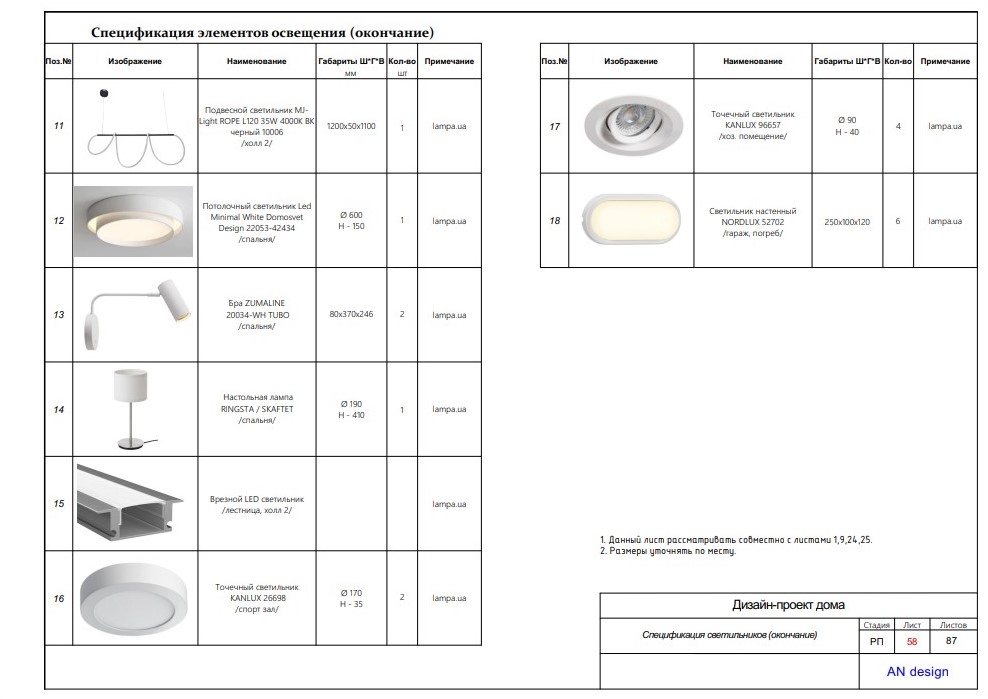 Спецификация элементов освещения (окончание)
Поз.№ Изображение Наименование Габариты Ш*Г*В мм Кол-во шт Примечание
11
Подвесной светильник MJ-
Light ROPE L120 35W 4000K BK
черный 10006
/холл 2/
1200x50x1100
1
lampa.ua
12
Потолочный светильник Led
Minimal White Domosvet
Design 22053-42434
/спальня/
Ø 600
H - 150
1
lampa.ua
13
Бра ZUMALINE
20034-WH TUBO
/спальня/
80x370x246
2
lampa.ua
14
Настольная лампа
RINGSTA / SKAFTET
/спальня/
Ø 190
H - 410
1
lampa.ua
15
Врезной LED светильник
/лестница, холл 2/
lampa.ua
16
Точечный светильник
KANLUX 26698
/спорт зал/
Ø 170
H - 35
2
lampa.ua
Поз.№ Изображение Наименование Габариты Ш*Г*В Кол-во Примечание
17
Точечный светильник
KANLUX 96657
/хоз. помещение/
Ø 90
H - 40
4
lampa.ua
18
Светильник настенный
NORDLUX 52702
/гараж, погреб/
250x100x120
6
lampa.ua
1. Данный лист рассматривать совместно с листами 1,9,24,25.
2. Размеры уточнять по месту.
Дизайн-проект дома
Спецификация светильников (окончание)
Стадия Лист Листов
РП 58 87
AN design